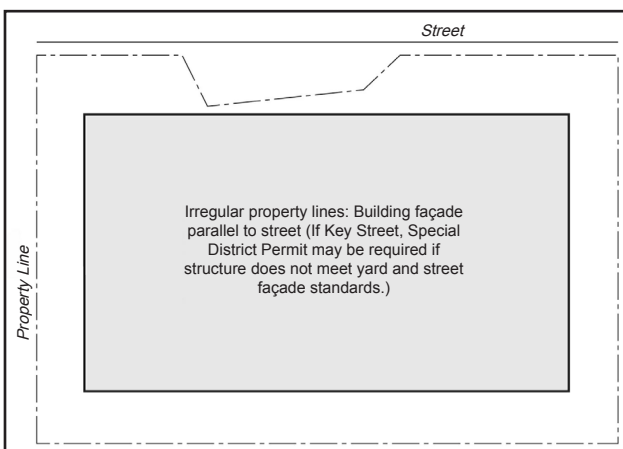 Street
Irregular property lines: Building façade
parallel to street (If Key Street, Special
District Permit may be required if
structure does not meet yard and street
façade standards.)
Property Line